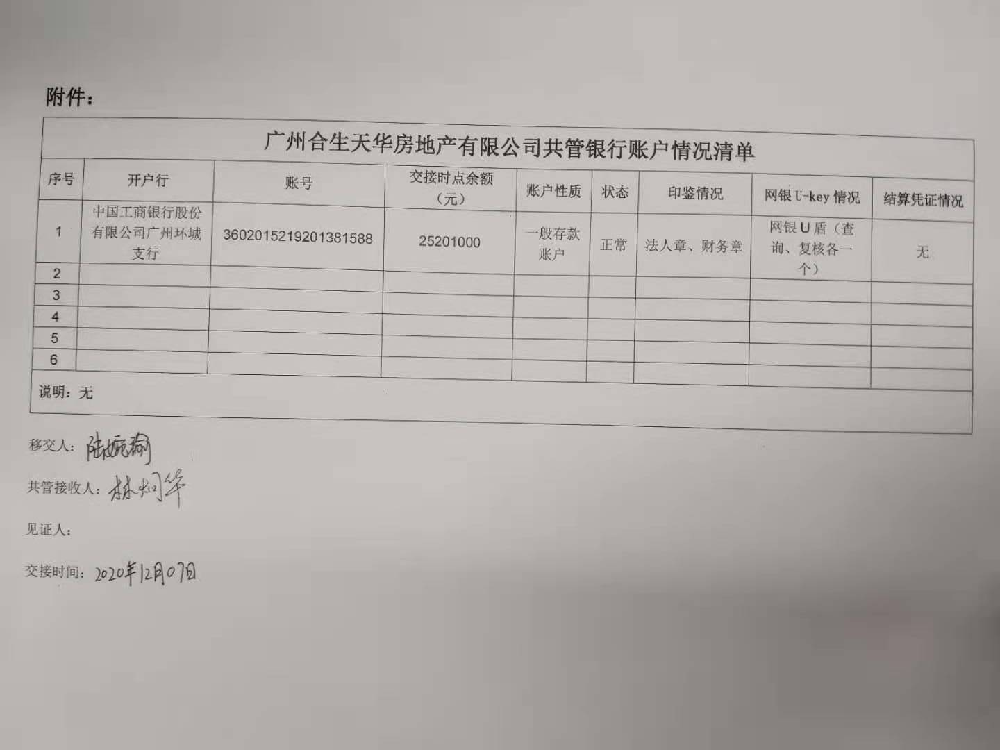 附件：
广州合生天华房地产有限公司共管银行账户情况清单
序号 开户行 账号 交接时点余额（元） 账户性质 状态 印鉴情况 网银 U-key 情况 结算凭证情况
1 中国工商银行股份有限公司广州环城支行 3602015219201381588 25201000 一般存款账户 正常 法人章、财务章 网银 U 盾（查询、复核各一个） 无
2
3
4
5
6
说明：无
移交人：陆婉瑜
共管接收人：林炯华
见证人：
交接时间：2020年12月07日